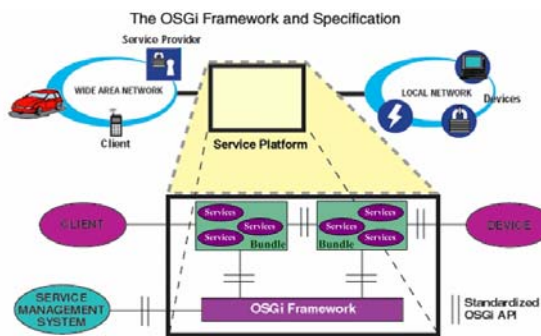 The OSGi Framework and Specification
Service Provider
WIDE AREA NETWORK
Client
Service Platform
LOCAL NETWORK
Devices
CLIENT
Services
Services
Services
Bundle
Services
Services
Services
Bundle
DEVICE
SERVICE
MANAGEMENT
SYSTEM
OSGi Framework
Standardized
OSGi API